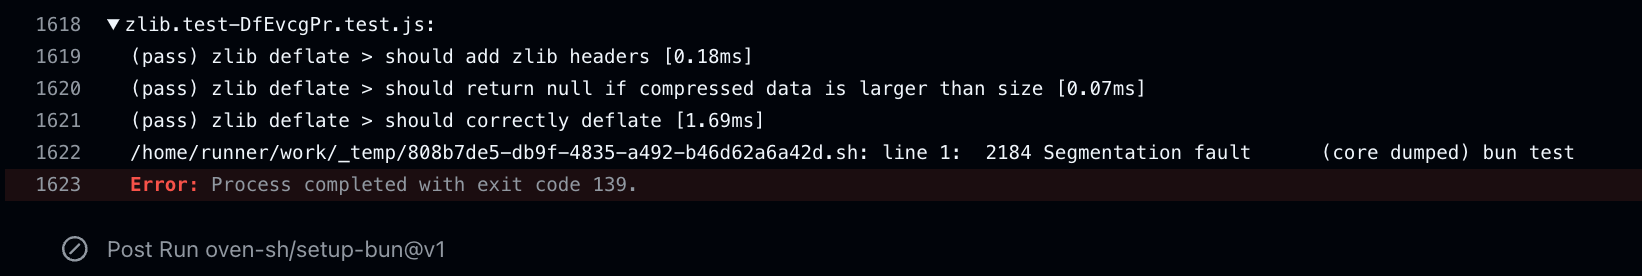 1618 ▼ zlib.test-DfEvcgPr.test.js:
1619 (pass) zlib deflate > should add zlib headers [0.18ms]
1620 (pass) zlib deflate > should return null if compressed data is larger than size [0.07ms]
1621 (pass) zlib deflate > should correctly deflate [1.69ms]
1622 /home/runner/work/_temp/808b7de5-db9f-4835-a492-b46d62a6a42d.sh: line 1:  2184 Segmentation fault      (core dumped) bun test
1623 Error: Process completed with exit code 139.
Post Run oven-sh/setup-bun@v1